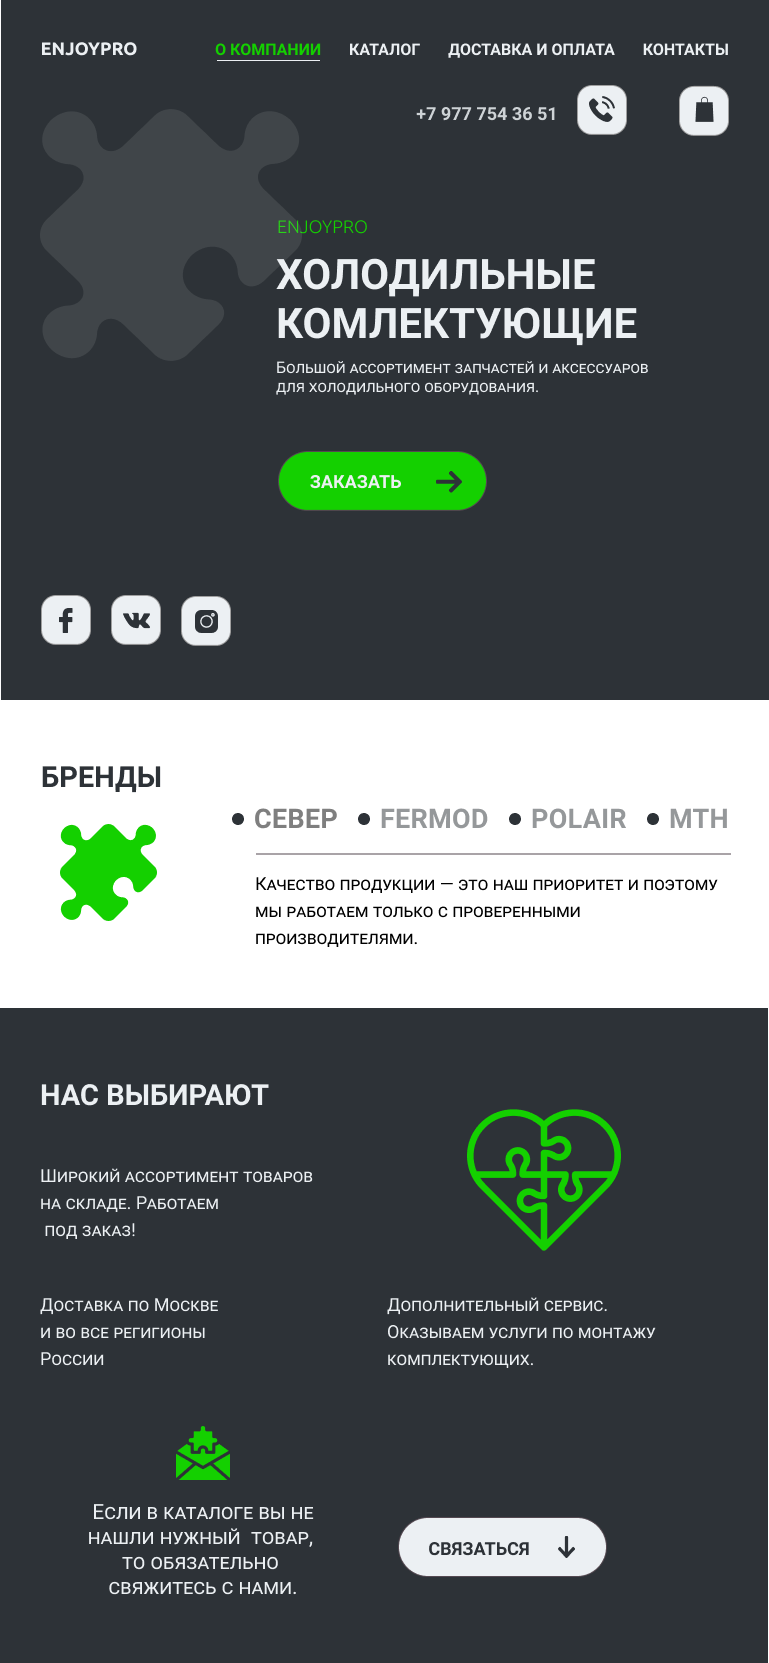 ENJOYPRO
О КОМПАНИИ
КАТАЛОГ
ДОСТАВКА И ОПЛАТА
КОНТАКТЫ
+7 977 754 36 51
ENJOYPRO
ХОЛОДИЛЬНЫЕ
КОМЛЕКТУЮЩИЕ
Большой ассортимент запчастей и аксессуаров
для холодильного оборудования.
ЗАКАЗАТЬ
БРЕНДЫ
СЕВЕР
FERMOD
POLAIR
МТН
Качество продукции — это наш приоритет и поэтому
мы работаем только с проверенными
производителями.
НАС ВЫБИРАЮТ
Широкий ассортимент товаров
на складе. Работаем
под заказ!
Доставка по Москве
и во все регигионы
России
Дополнительный сервис.
Оказываем услуги по монтажу
комплектующих.
Если в каталоге вы не
нашли нужный товар,
то обязательно
свяжитесь с нами.
СВЯЗАТЬСЯ